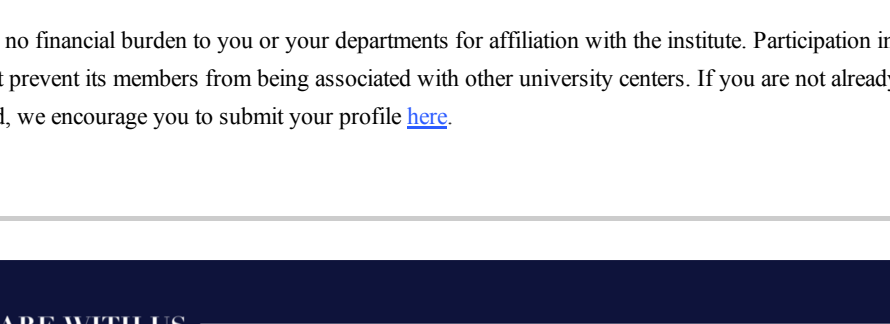 no financial burden to you or your departments for affiliation with the institute. Participation in
prevent its members from being associated with other university centers. If you are not already
, we encourage you to submit your profile here.
WITH US